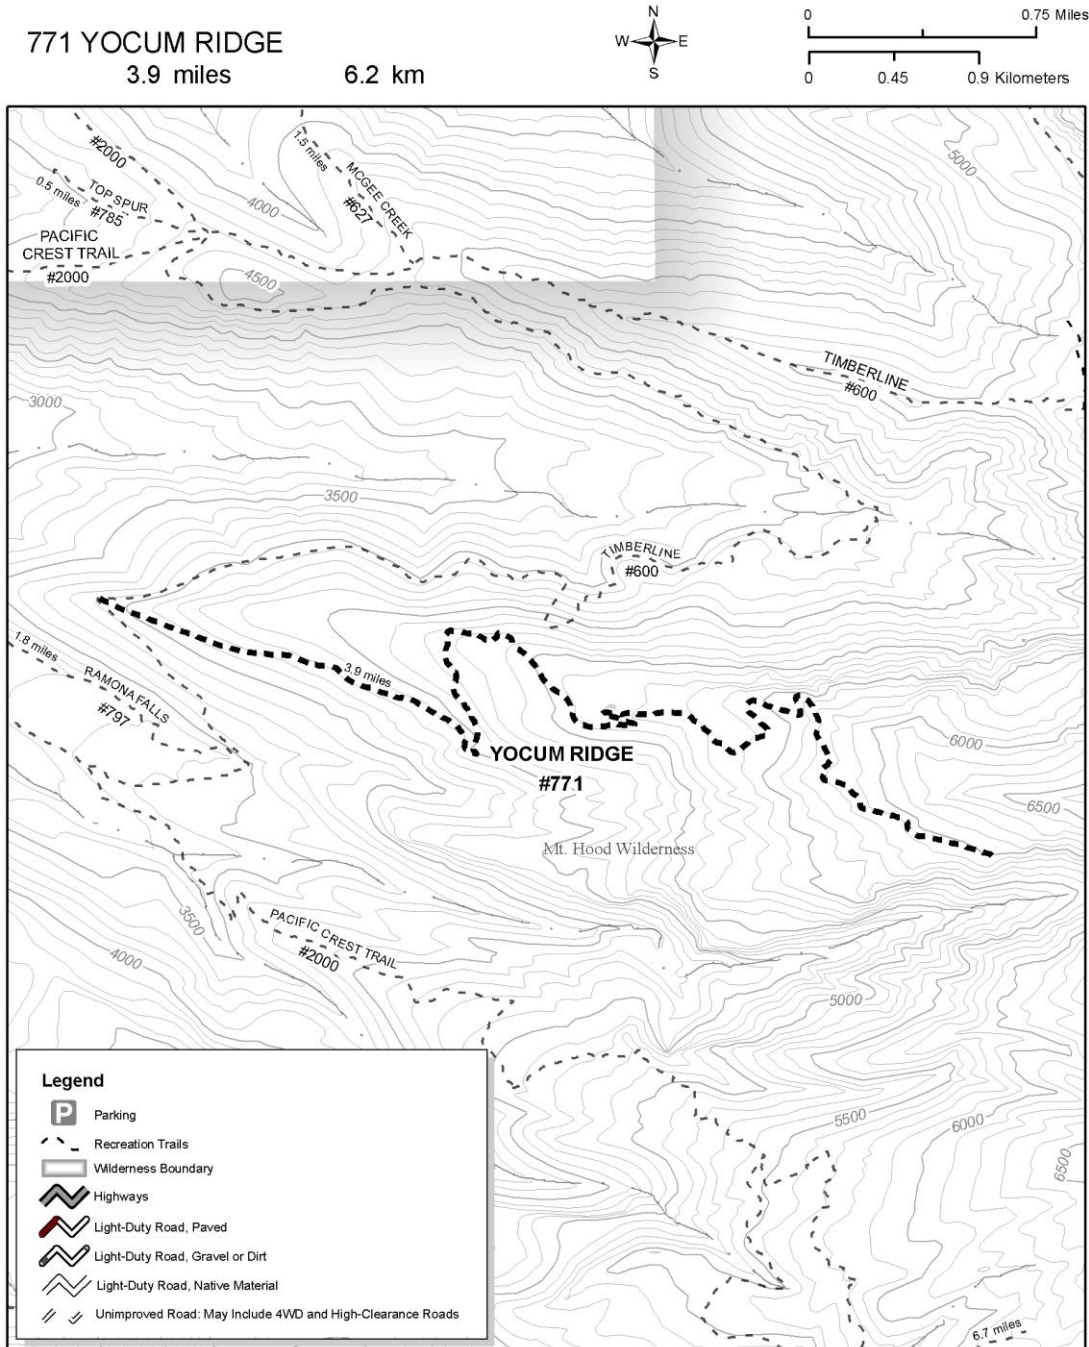 771 YOCUM RIDGE
3.9 miles 6.2 km
N
W E
S
0 0.75 Miles
0 0.45 0.9 Kilometers
#2000
1.5 miles
MCGEE CREEK
#627
5000
0.5 miles
TOP SPUR
#785
4000
PACIFIC
CREST TRAIL
#2000
4500
TIMBERLINE
#600
3000
3500
TIMBERLINE
#600
1.8 miles
RAMONA FALLS
#797
3.9 miles
YOCUM RIDGE
#771
6000
6500
Mt. Hood Wilderness
3500
PACIFIC CREST TRAIL
#2000
4000
5000
5500
6000
6500
6.7 miles
Legend
P Parking
Recreation Trails
Wilderness Boundary
Highways
Light-Duty Road, Paved
Light-Duty Road, Gravel or Dirt
Light-Duty Road, Native Material
Unimproved Road: May Include 4WD and High-Clearance Roads